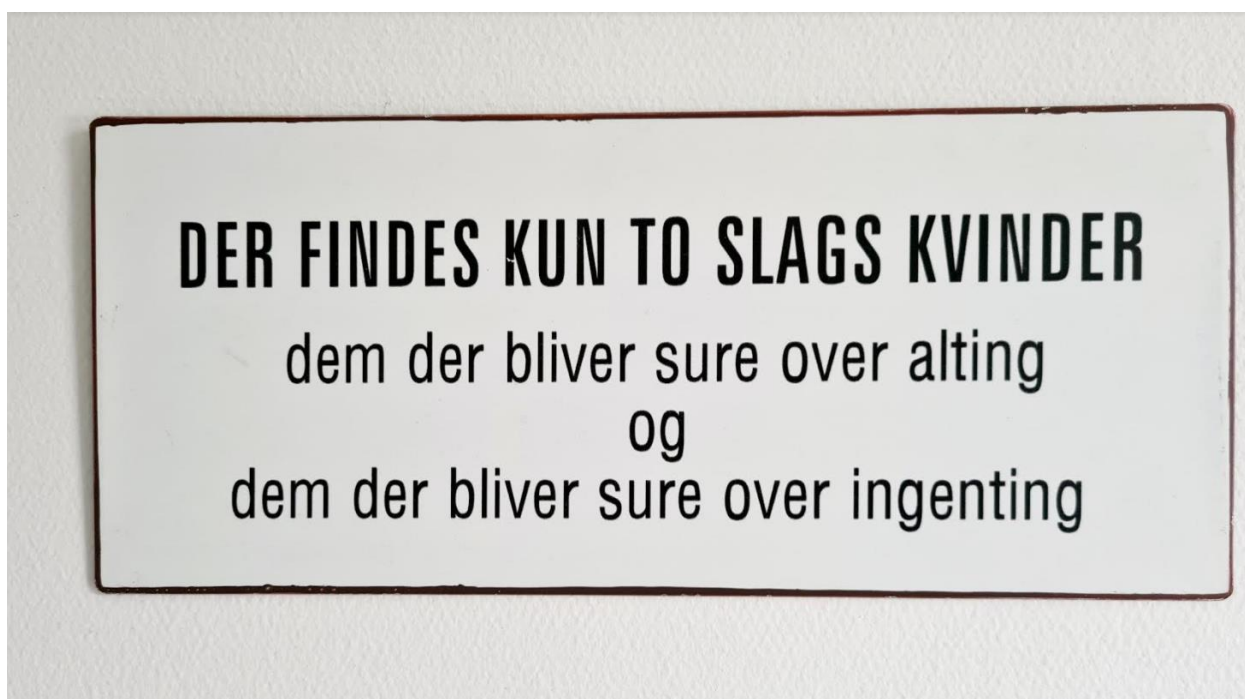 DER FINDES KUN TO SLAGS KVINDER
dem der bliver sure over alting
og
dem der bliver sure over ingenting